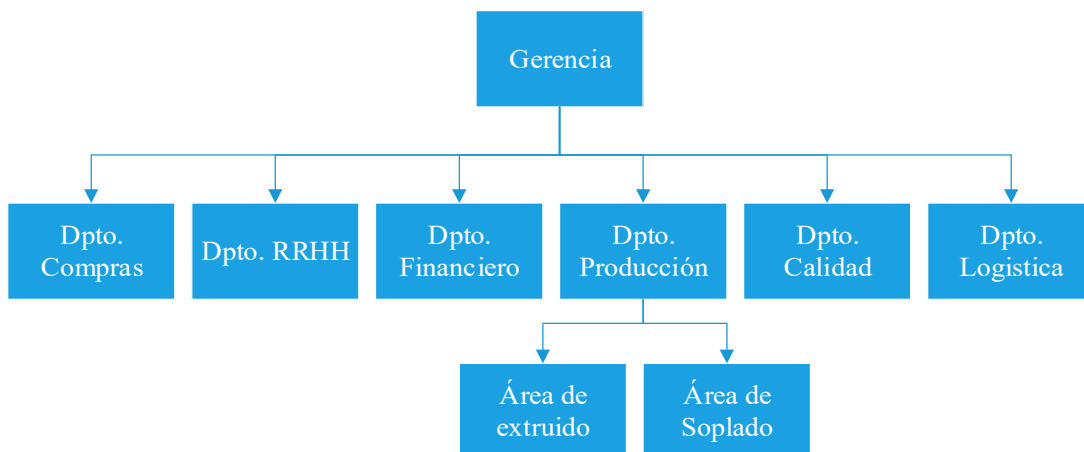 Gerencia
Dpto.
Compras
Dpto. RRHH
Dpto.
Financiero
Dpto.
Producción
Dpto.
Calidad
Dpto.
Logistica
Área de
extruido
Área de
Soplado